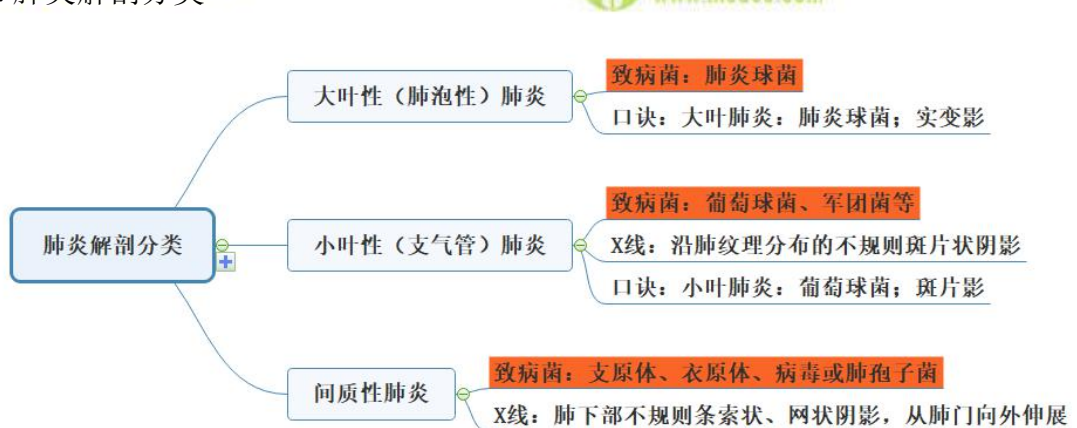 肺炎解剖分类
致病菌：肺炎球菌
大叶性（肺泡性）肺炎
口诀：大叶肺炎：肺炎球菌；实变影
致病菌：葡萄球菌、军团菌等
肺炎解剖分类
小叶性（支气管）肺炎
X线：沿肺纹理分布的不规则斑片状阴影
口诀：小叶肺炎：葡萄球菌；斑片影
致病菌：支原体、衣原体、病毒或肺孢子菌
间质性肺炎
X线：肺下部不规则条索状、网状阴影，从肺门向外伸展